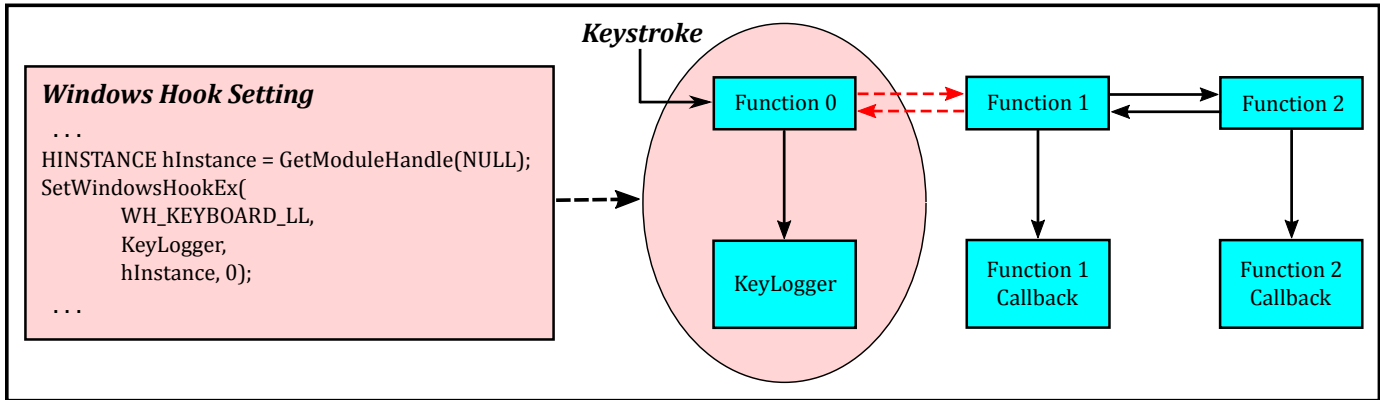 Windows Hook Setting
. . .
HINSTANCE hInstance = GetModuleHandle(NULL);
SetWindowsHookEx(
WH_KEYBOARD_LL,
KeyLogger,
hInstance, 0);
. . .
Keystroke
Function 0
Function 1
Function 2
KeyLogger
Function 1
Callback
Function 2
Callback